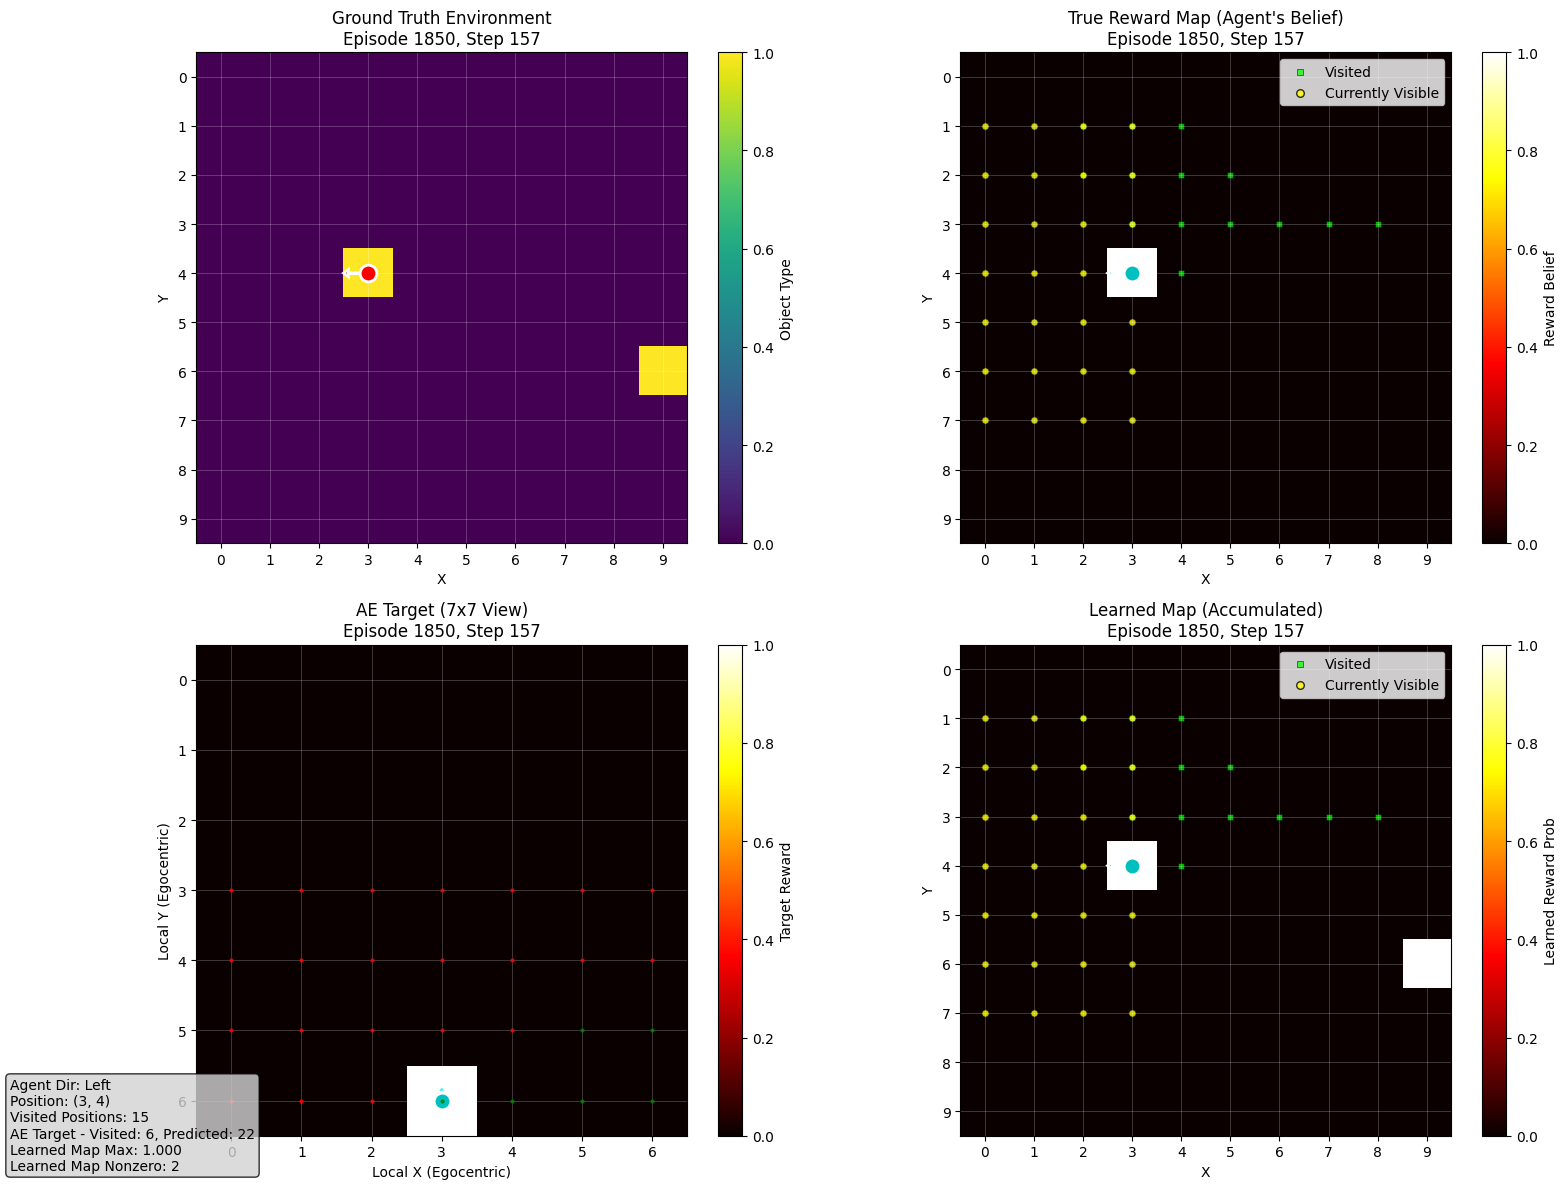 Ground Truth Environment
Episode 1850, Step 157
0
1
2
3
4
5
6
7
8
9
Y
0 1 2 3 4 5 6 7 8 9
X
1.0
0.8
0.6
0.4
0.2
0.0
Object Type
True Reward Map (Agent's Belief)
Episode 1850, Step 157
Visited
Currently Visible
0
1
2
3
4
5
6
7
8
9
Y
0 1 2 3 4 5 6 7 8 9
X
1.0
0.8
0.6
0.4
0.2
0.0
Reward Belief
AE Target (7x7 View)
Episode 1850, Step 157
0
1
2
3
4
5
6
Local Y (Egocentric)
0 1 2 3 4 5 6
Local X (Egocentric)
1.0
0.8
0.6
0.4
0.2
0.0
Target Reward
Agent Dir: Left
Position: (3, 4)
Visited Positions: 15
AE Target - Visited: 6, Predicted: 22
Learned Map Max: 1.000
Learned Map Nonzero: 2
Learned Map (Accumulated)
Episode 1850, Step 157
Visited
Currently Visible
0
1
2
3
4
5
6
7
8
9
Y
0 1 2 3 4 5 6 7 8 9
X
1.0
0.8
0.6
0.4
0.2
0.0
Learned Reward Prob